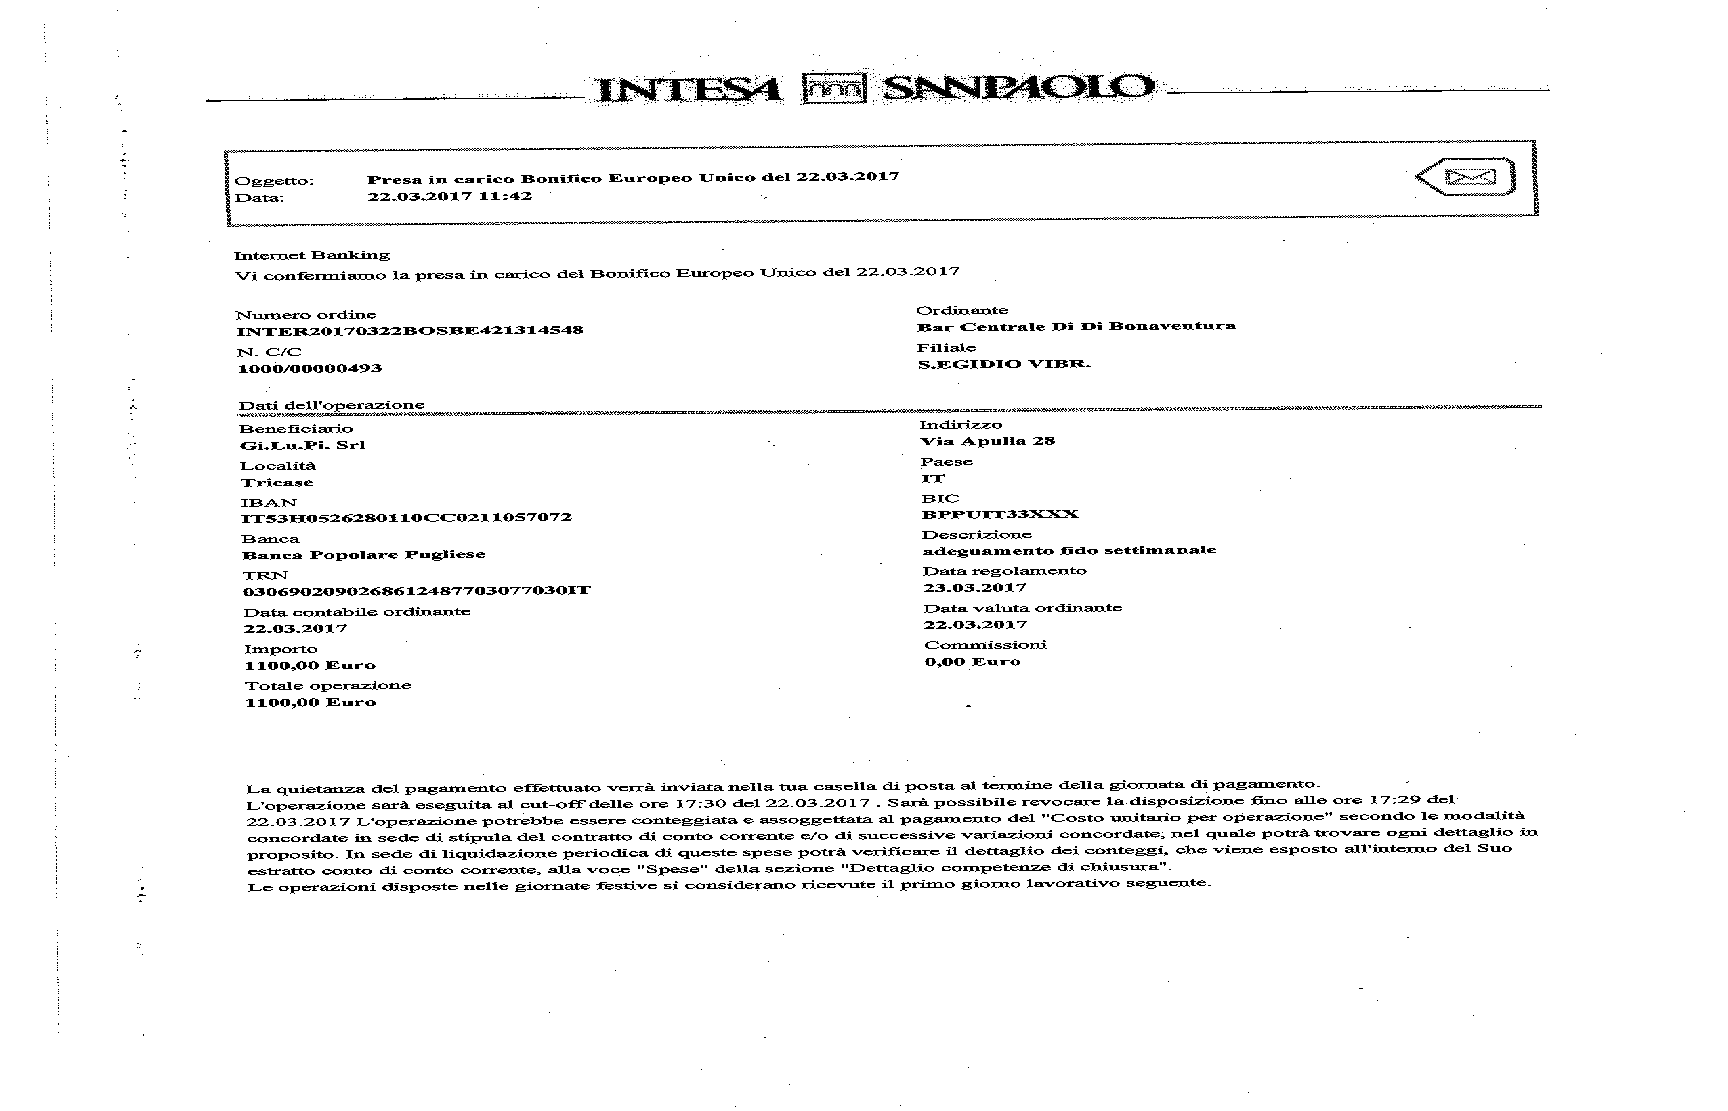 INTESA SANPAOLO
Oggetto: Presa in carico Bonifico Europeo Unico del 22.03.2017
Data: 22.03.2017 11:42
Internet Banking
Vi confermiamo la presa in carico del Bonifico Europeo Unico del 22.03.2017
Numero ordine
INTER20170322BOSBE421314548
Ordinante
Bar Centrale Di Di Bonaventura
N. C/C
1000/00000493
Filiale
S.EGIDIO VIBR.
Dati dell'operazione
Beneficiario
Gi.Lu.Pi. Srl
Indirizzo
Via Apulia 28
Località
Tricase
Paese
IT
IBAN
IT53H0526280110CC0211057072
BIC
BPPUIT33XXX
Banca
Banca Popolare Pugliese
Descrizione
adeguamento fido settimanale
TRN
0306902090268612487703077030IT
Data regolamento
23.03.2017
Data contabile ordinante
22.03.2017
Data valuta ordinante
22.03.2017
Importo
1100,00 Euro
Commissioni
0,00 Euro
Totale operazione
1100,00 Euro
La quietanza del pagamento effettuato verrà inviata nella tua casella di posta al termine della giornata di pagamento.
L'operazione sarà eseguita al cut-off delle ore 17:30 del 22.03.2017 . Sarà possibile revocare la disposizione fino alle ore 17:29 del
22.03.2017 L'operazione potrebbe essere conteggiata e assoggettata al pagamento del "Costo unitario per operazione" secondo le modalità
concordate in sede di stipula del contratto di conto corrente e/o di successive variazioni concordate; nel quale potrà trovare ogni dettaglio in
proposito. In sede di liquidazione periodica di queste spese potrà verificare il dettaglio dei conteggi, che viene esposto all'interno del Suo
estratto conto di conto corrente, alla voce "Spese" della sezione "Dettaglio competenze di chiusura".
Le operazioni disposte nelle giornate festive si considerano ricevute il primo giorno lavorativo seguente.